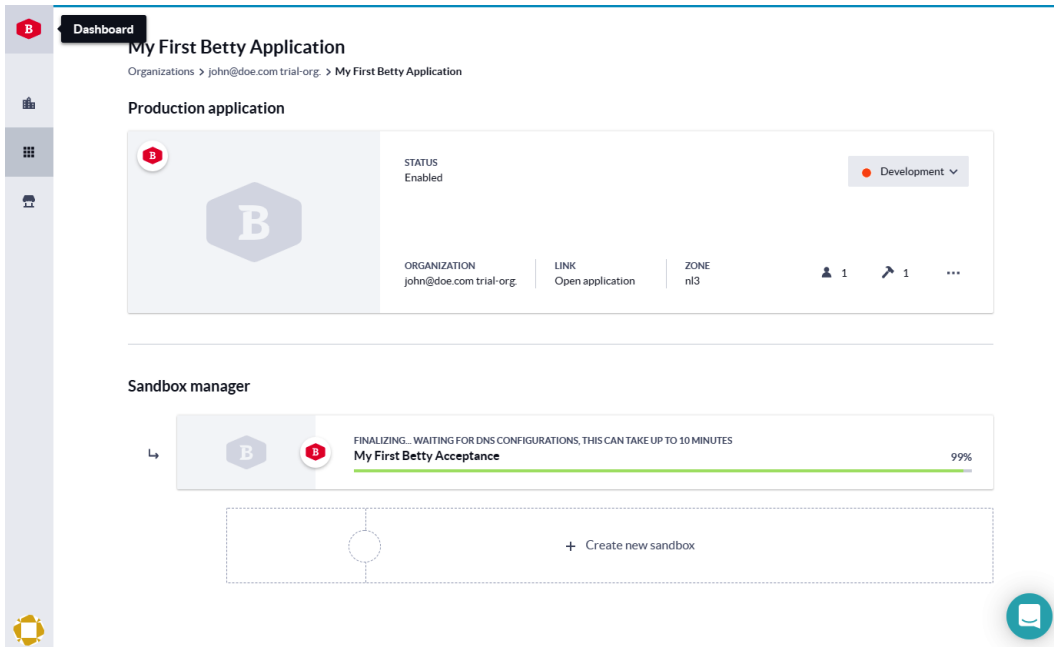 Dashboard
My First Betty Application
Organizations > john@doe.com trial-org. > My First Betty Application
Production application
B
B
STATUS
Enabled
Development
ORGANIZATION
john@doe.com trial-org.
LINK
Open application
ZONE
nl3
1
1
Sandbox manager
B
B
FINALIZING... WAITING FOR DNS CONFIGURATIONS, THIS CAN TAKE UP TO 10 MINUTES
My First Betty Acceptance
99%
+ Create new sandbox
B